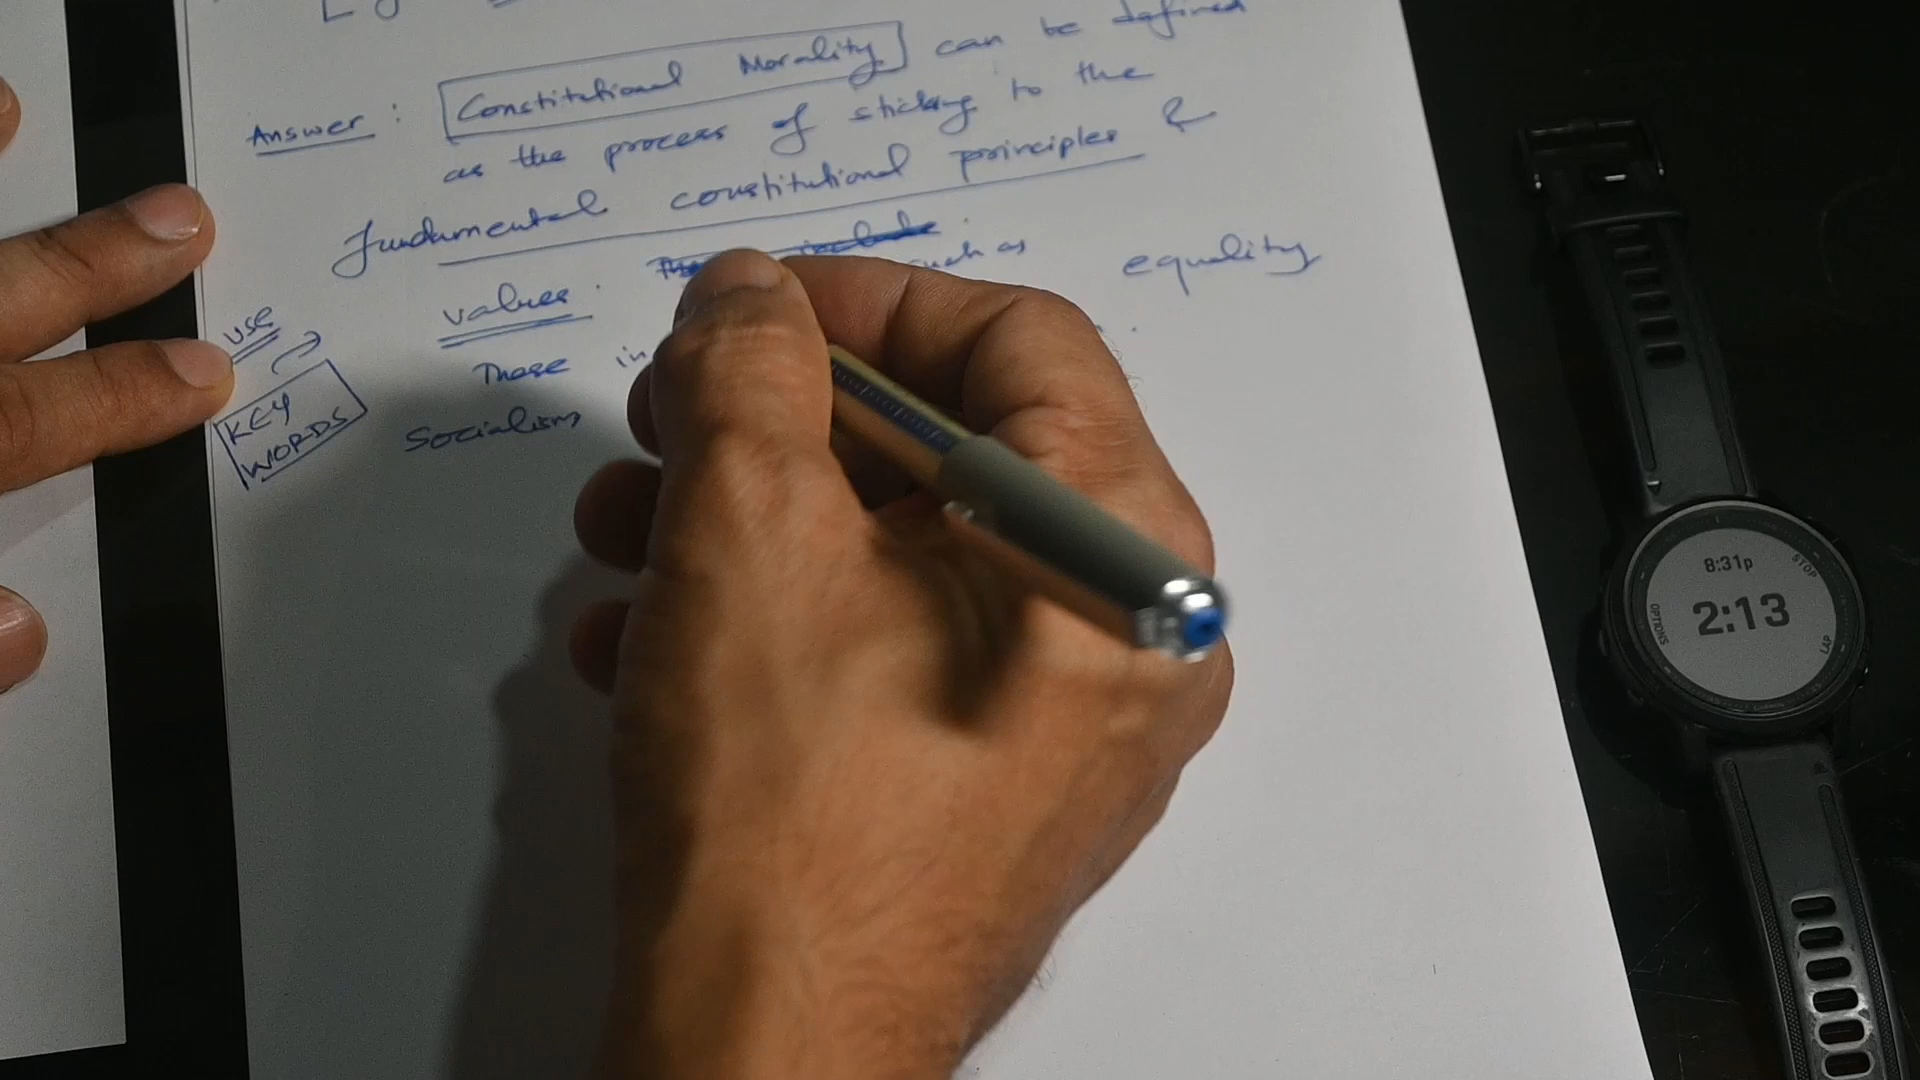 Answer : Constitutional Morality can be defined
as the process of sticking to the
fundamental constitutional principles &
values. such as equality
These
Socialism
use
KEY
WORDS
8:31p
STOP
2:13
OPTIONS
LAP